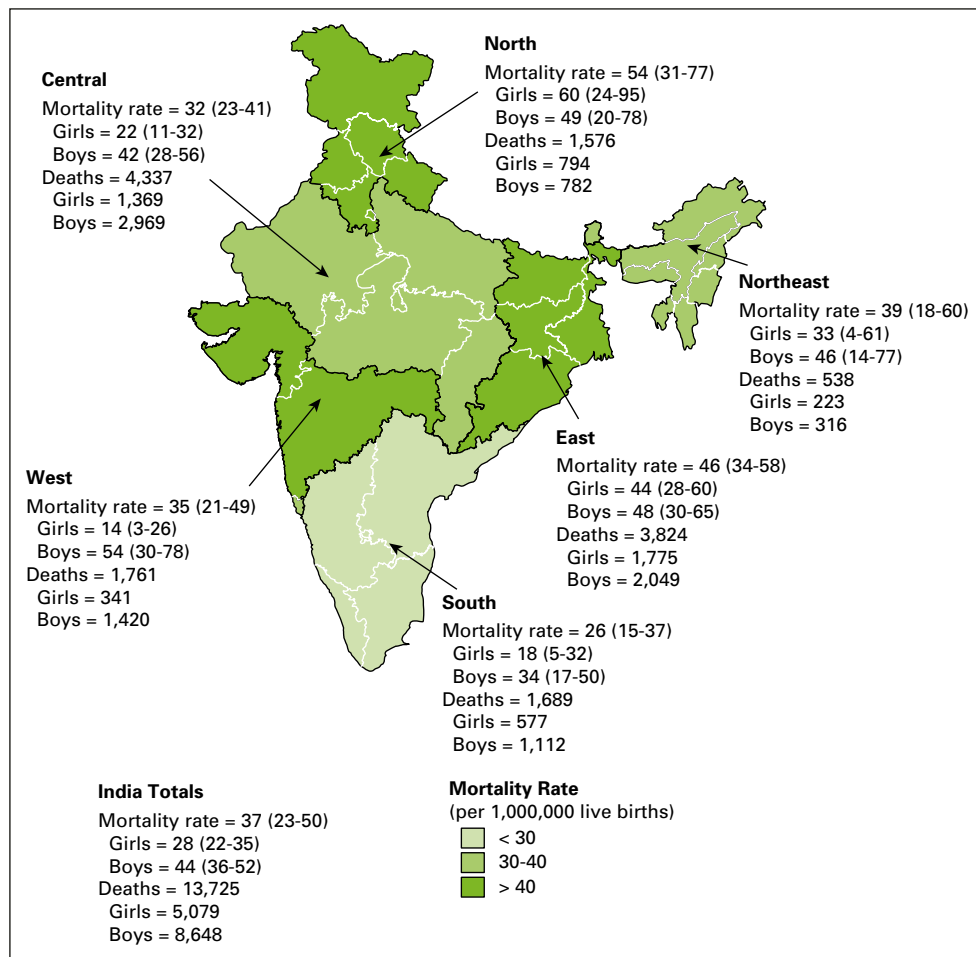 North
Mortality rate = 54 (31-77)
Girls = 60 (24-95)
Boys = 49 (20-78)
Deaths = 1,576
Girls = 794
Boys = 782
Central
Mortality rate = 32 (23-41)
Girls = 22 (11-32)
Boys = 42 (28-56)
Deaths = 4,337
Girls = 1,369
Boys = 2,969
Northeast
Mortality rate = 39 (18-60)
Girls = 33 (4-61)
Boys = 46 (14-77)
Deaths = 538
Girls = 223
Boys = 316
East
Mortality rate = 46 (34-58)
Girls = 44 (28-60)
Boys = 48 (30-65)
Deaths = 3,824
Girls = 1,775
Boys = 2,049
West
Mortality rate = 35 (21-49)
Girls = 14 (3-26)
Boys = 54 (30-78)
Deaths = 1,761
Girls = 341
Boys = 1,420
South
Mortality rate = 26 (15-37)
Girls = 18 (5-32)
Boys = 34 (17-50)
Deaths = 1,689
Girls = 577
Boys = 1,112
India Totals
Mortality rate = 37 (23-50)
Girls = 28 (22-35)
Boys = 44 (36-52)
Deaths = 13,725
Girls = 5,079
Boys = 8,648
Mortality Rate
(per 1,000,000 live births)
< 30
30-40
> 40